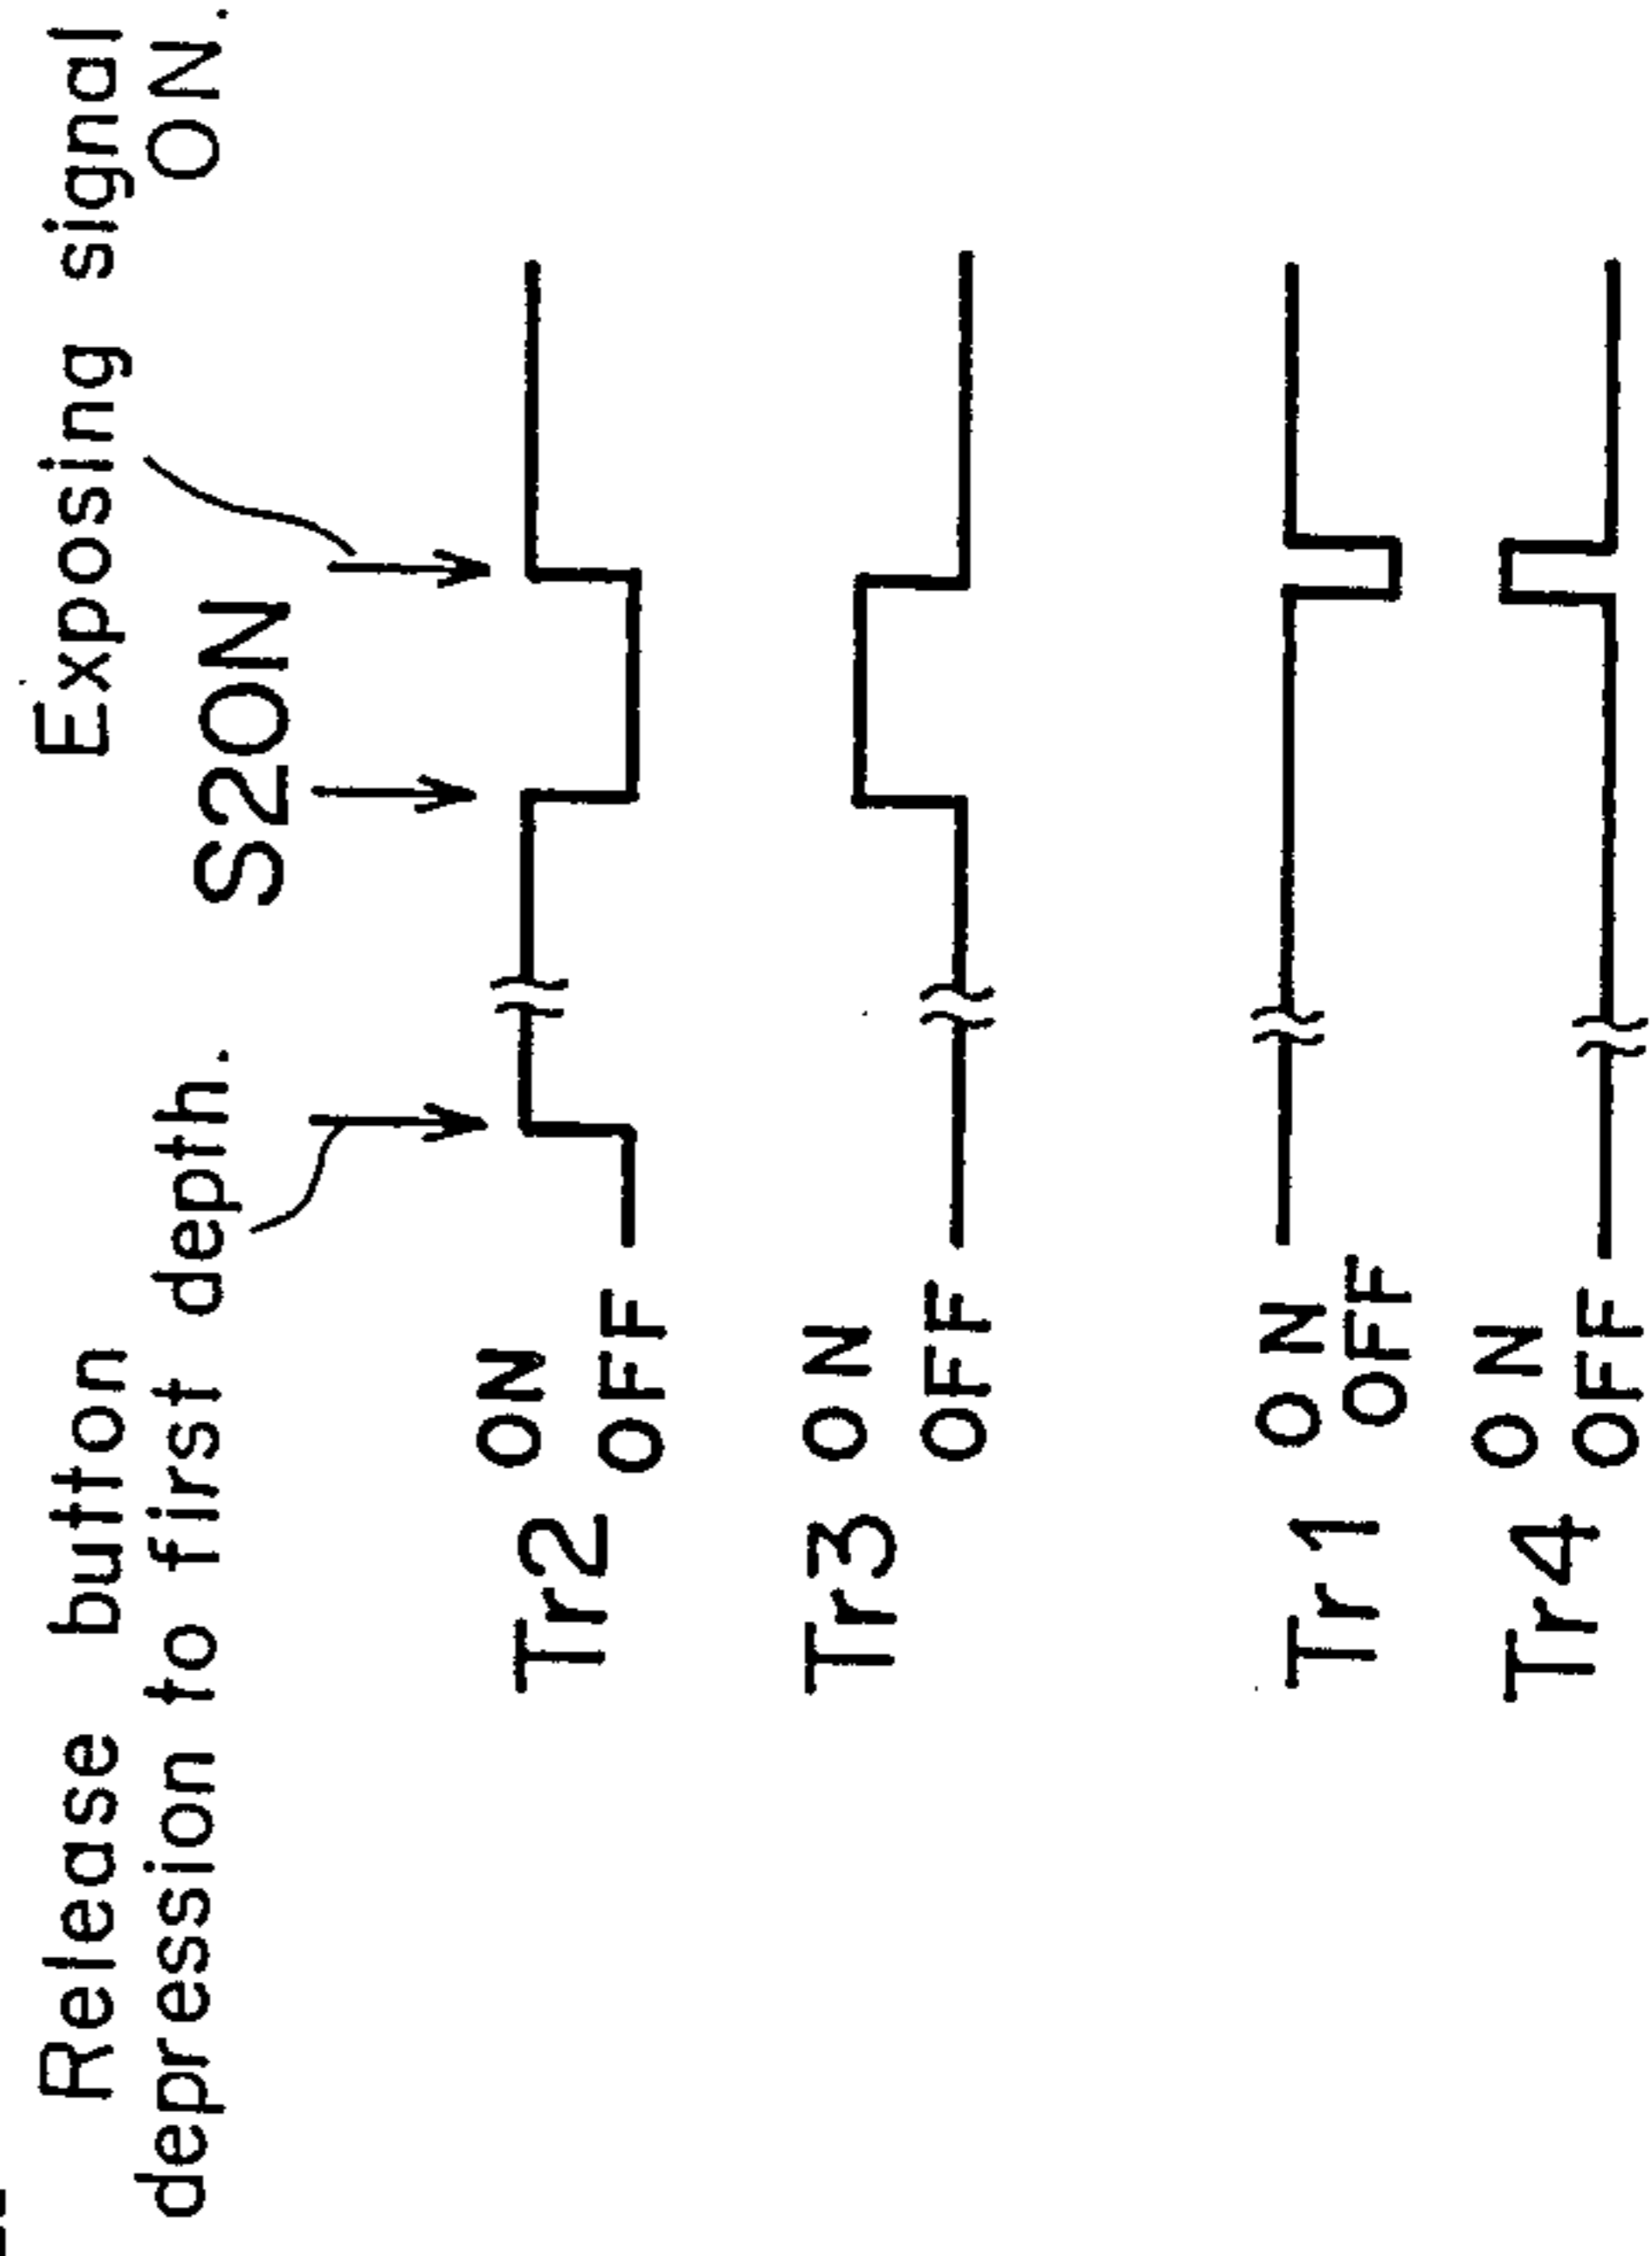 Release button
depression to first depth.
Exposing signal
ON.
S2ON
Tr2 ON
OFF
Tr3 ON
OFF
Tr1 ON
OFF
Tr4 ON
OFF